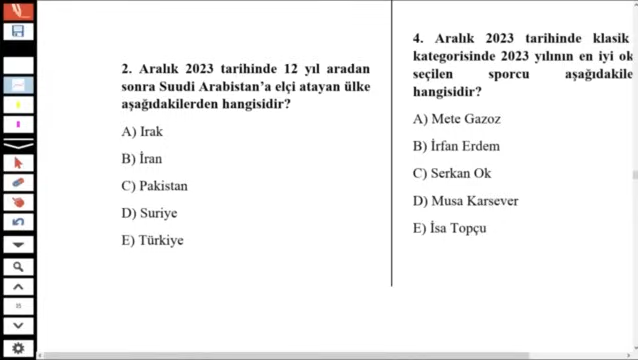 2. Aralık 2023 tarihinde 12 yıl aradan
sonra Suudi Arabistan'a elçi atayan ülke
aşağıdakilerden hangisidir?
A) Irak
B) İran
C) Pakistan
D) Suriye
E) Türkiye
4. Aralık 2023 tarihinde klasik
kategorisinde 2023 yılının en iyi ok
seçilen sporcu aşağıdakile
hangisidir?
A) Mete Gazoz
B) İrfan Erdem
C) Serkan Ok
D) Musa Karsever
E) İsa Topçu